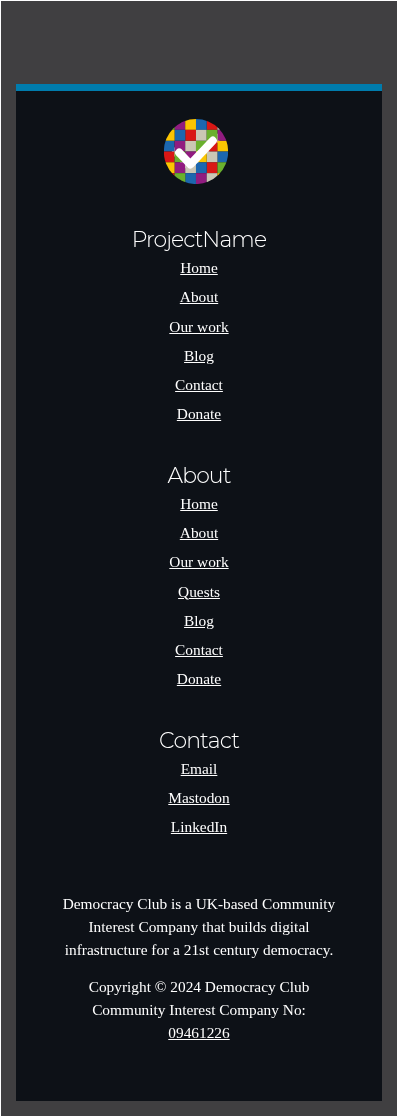 ProjectName
Home
About
Our work
Blog
Contact
Donate
About
Home
About
Our work
Quests
Blog
Contact
Donate
Contact
Email
Mastodon
LinkedIn
Democracy Club is a UK-based Community
Interest Company that builds digital
infrastructure for a 21st century democracy.
Copyright © 2024 Democracy Club
Community Interest Company No:
09461226